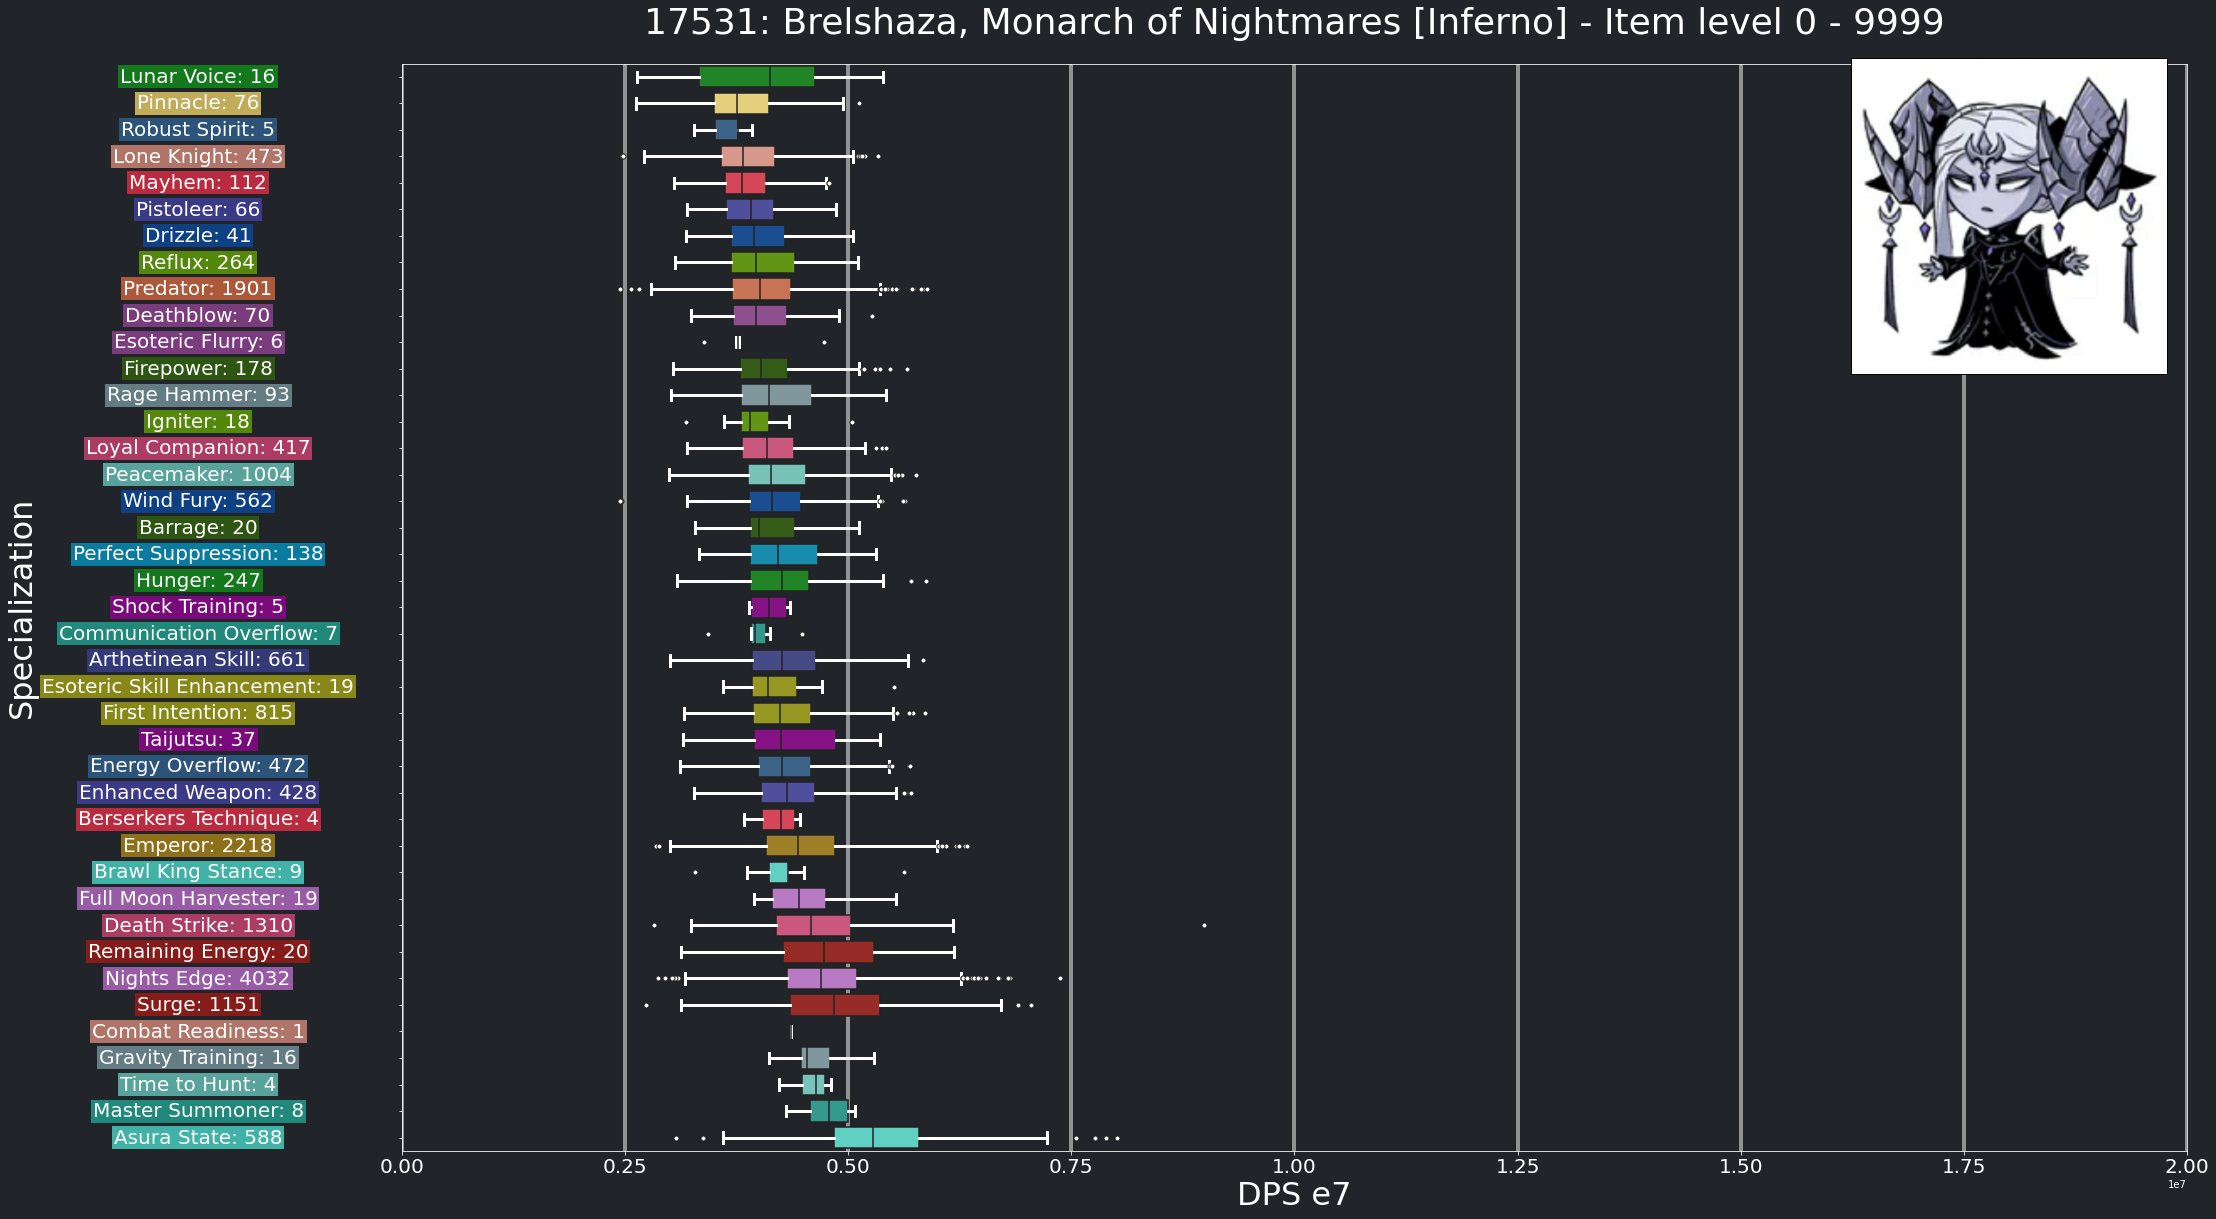 17531: Brelshaza, Monarch of Nightmares [Inferno] - Item level 0 - 9999
Specialization
Lunar Voice: 16
Pinnacle: 76
Robust Spirit: 5
Lone Knight: 473
Mayhem: 112
Pistoleer: 66
Drizzle: 41
Reflux: 264
Predator: 1901
Deathblow: 70
Esoteric Flurry: 6
Firepower: 178
Rage Hammer: 93
Igniter: 18
Loyal Companion: 417
Peacemaker: 1004
Wind Fury: 562
Barrage: 20
Perfect Suppression: 138
Hunger: 247
Shock Training: 5
Communication Overflow: 7
Arthetinean Skill: 661
Esoteric Skill Enhancement: 19
First Intention: 815
Taijutsu: 37
Energy Overflow: 472
Enhanced Weapon: 428
Berserkers Technique: 4
Emperor: 2218
Brawl King Stance: 9
Full Moon Harvester: 19
Death Strike: 1310
Remaining Energy: 20
Nights Edge: 4032
Surge: 1151
Combat Readiness: 1
Gravity Training: 16
Time to Hunt: 4
Master Summoner: 8
Asura State: 588
0.00 0.25 0.50 0.75 1.00 1.25 1.50 1.75 2.00
1e7
DPS e7